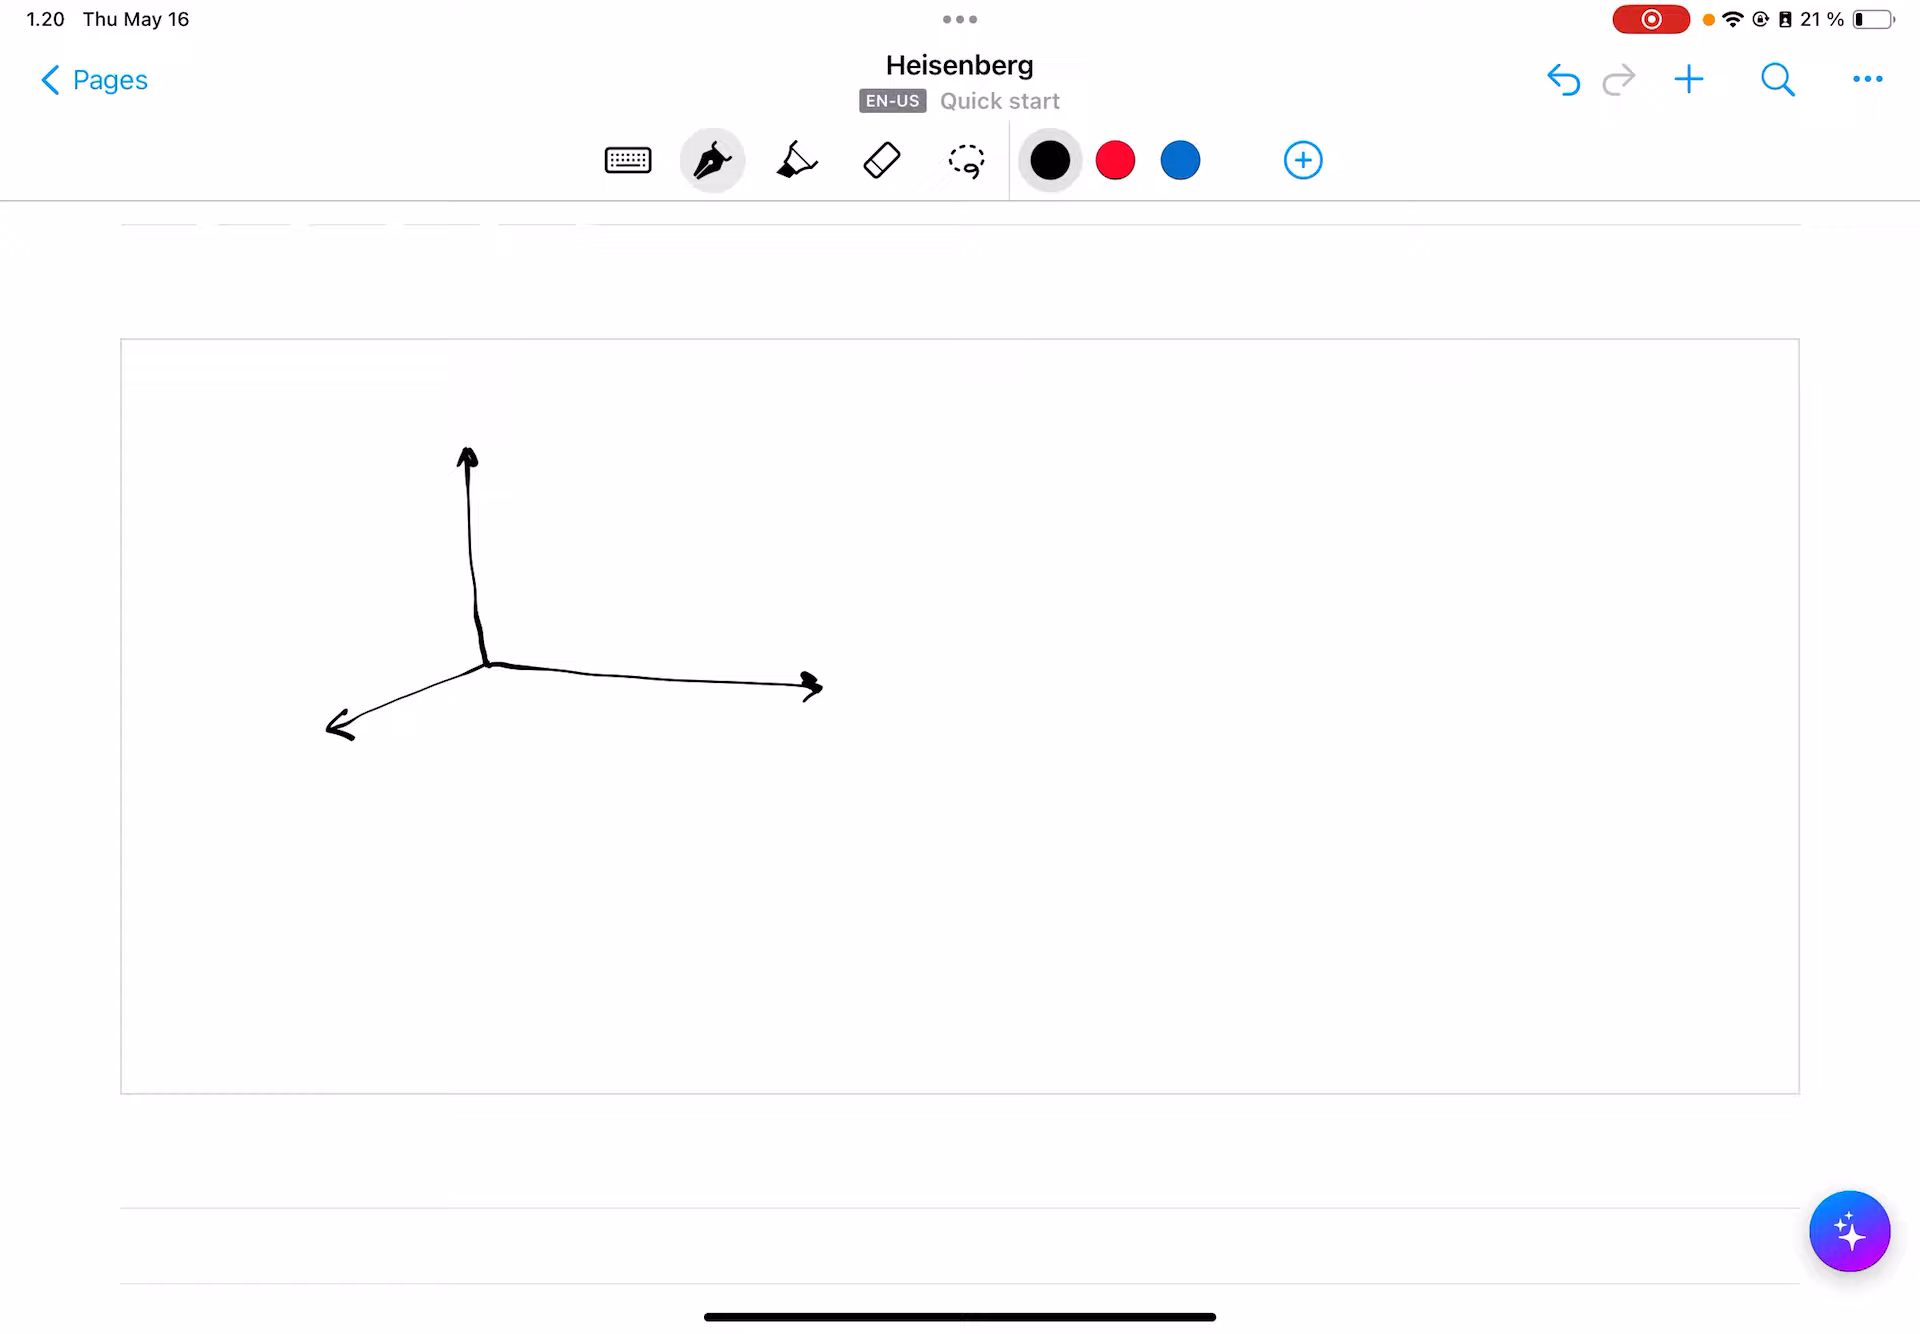 1.20 Thu May 16
21 %
Pages
Heisenberg
EN-US Quick start